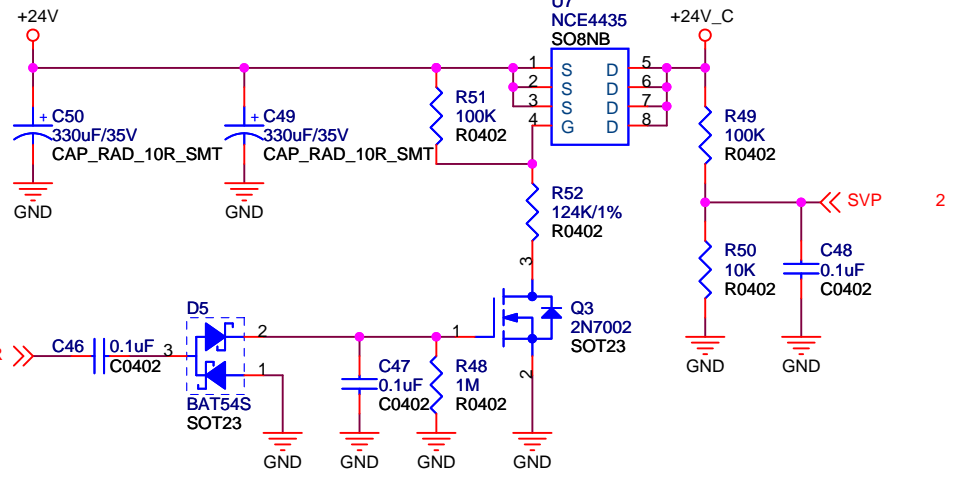 U7
NCE4435
SO8NB
+24V
+24V_C
1 S D 5
2 S D 6
3 S D 7
4 G D 8
+ C50
330uF/35V
CAP_RAD_10R_SMT
GND
+ C49
330uF/35V
CAP_RAD_10R_SMT
GND
R51
100K
R0402
R49
100K
R0402
R52
124K/1%
R0402
SVP 2
R50
10K
R0402
GND
C48
0.1uF
C0402
GND
3
1
2
Q3
2N7002
SOT23
GND
C46
0.1uF
C0402
D5
3
2
1
BAT54S
SOT23
GND
C47
0.1uF
C0402
GND
R48
1M
R0402
GND